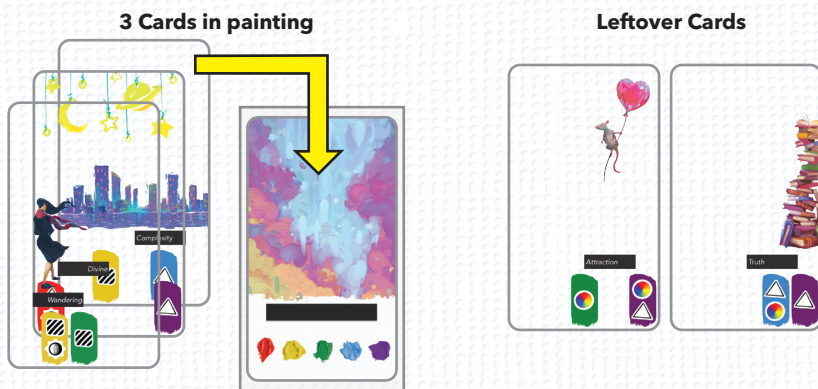 3 Cards in painting
Leftover Cards
Complexity
Divine
Wandering
Attraction
Truth